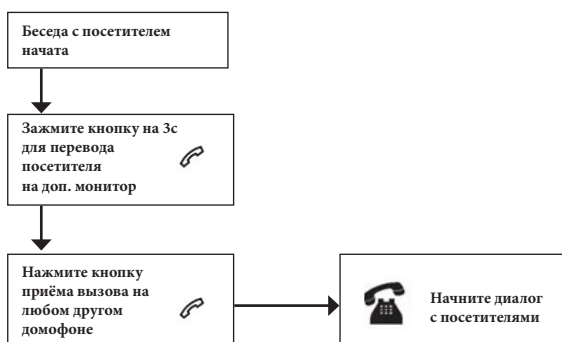 Беседа с посетителем
начата
Зажмите кнопку на 3с
для перевода
посетителя
на доп. монитор
Нажмите кнопку
приёма вызова на
любом другом
домофоне
Начните диалог
с посетителями